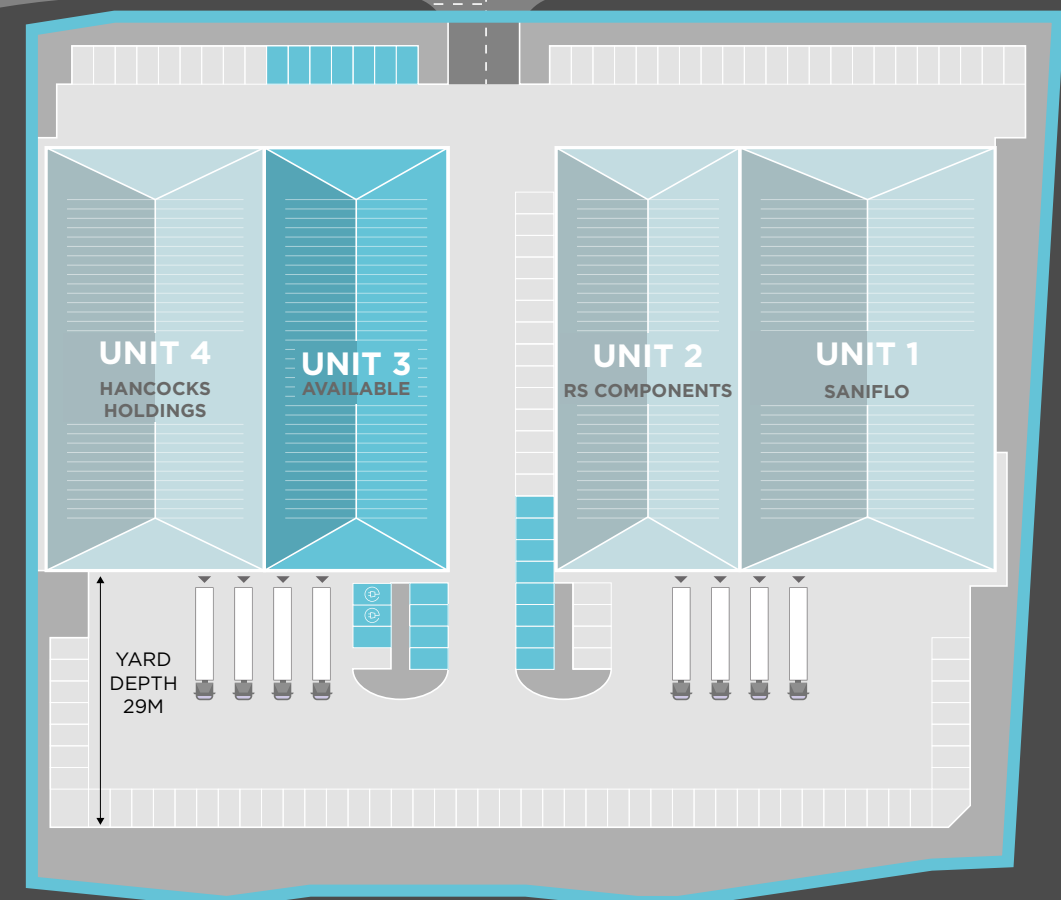 UNIT 4
HANCOCKS
HOLDINGS
UNIT 3
AVAILABLE
UNIT 2
RS COMPONENTS
UNIT 1
SANIFLO
YARD
DEPTH
29M